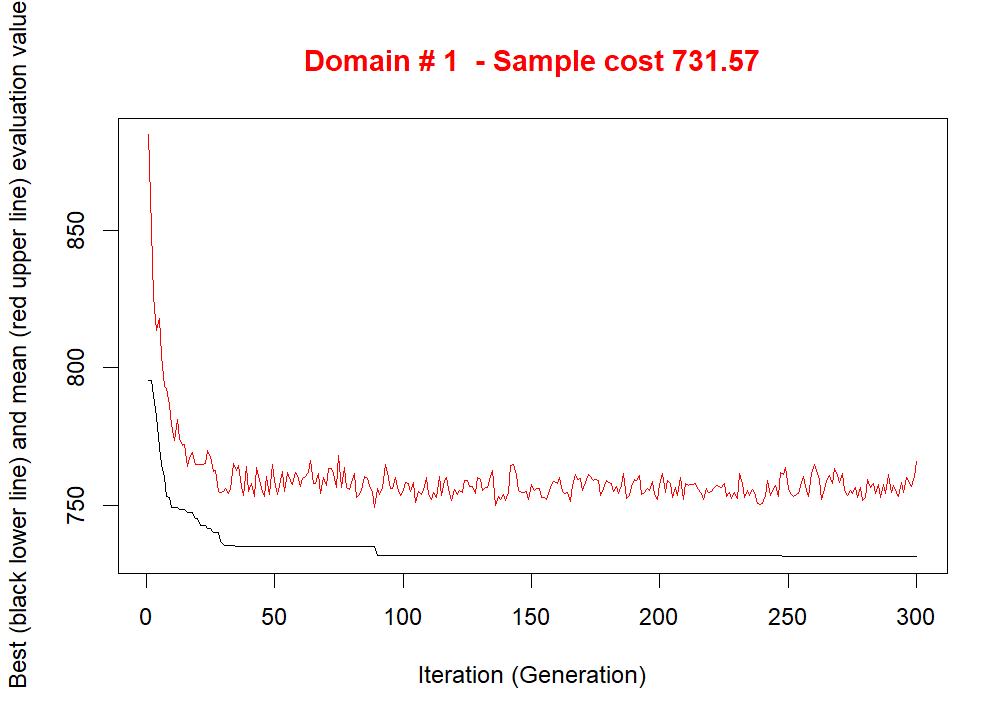 Domain # 1 - Sample cost 731.57
Best (black lower line) and mean (red upper line) evaluation value
850
800
750
0 50 100 150 200 250 300
Iteration (Generation)